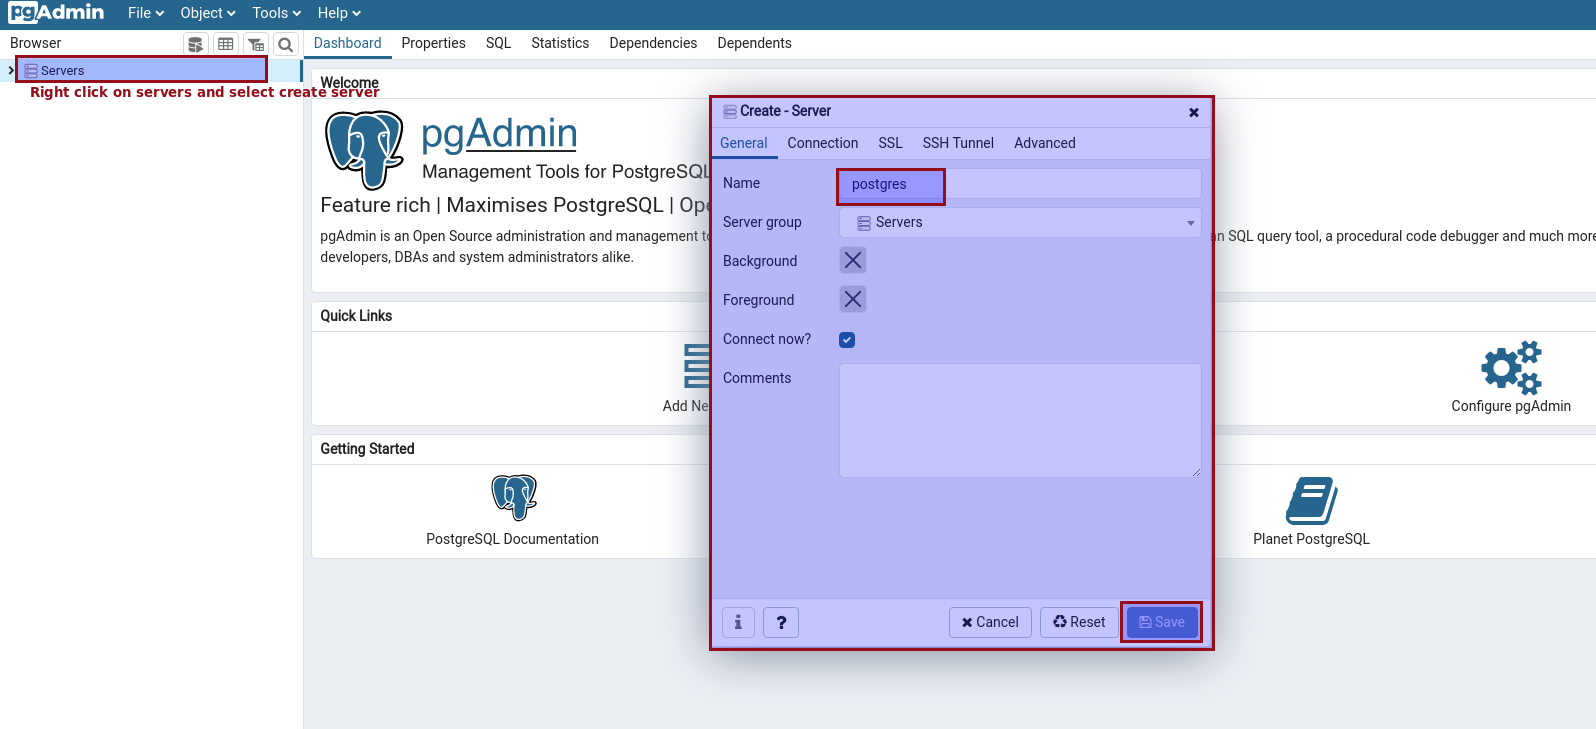 pgAdmin File Object Tools Help
Browser Dashboard Properties SQL Statistics Dependencies Dependents
Servers
Right click on servers and select create server
Welcome
pgAdmin
Management Tools for PostgreSQL
Feature rich | Maximises PostgreSQL | Ope
pgAdmin is an Open Source administration and management to
an SQL query tool, a procedural code debugger and much more
developers, DBAs and system administrators alike.
Quick Links
Add Ne
Configure pgAdmin
Getting Started
PostgreSQL Documentation
Planet PostgreSQL
Create - Server
General Connection SSL SSH Tunnel Advanced
Name postgres
Server group Servers
Background
Foreground
Connect now?
Comments
i ? Cancel Reset Save